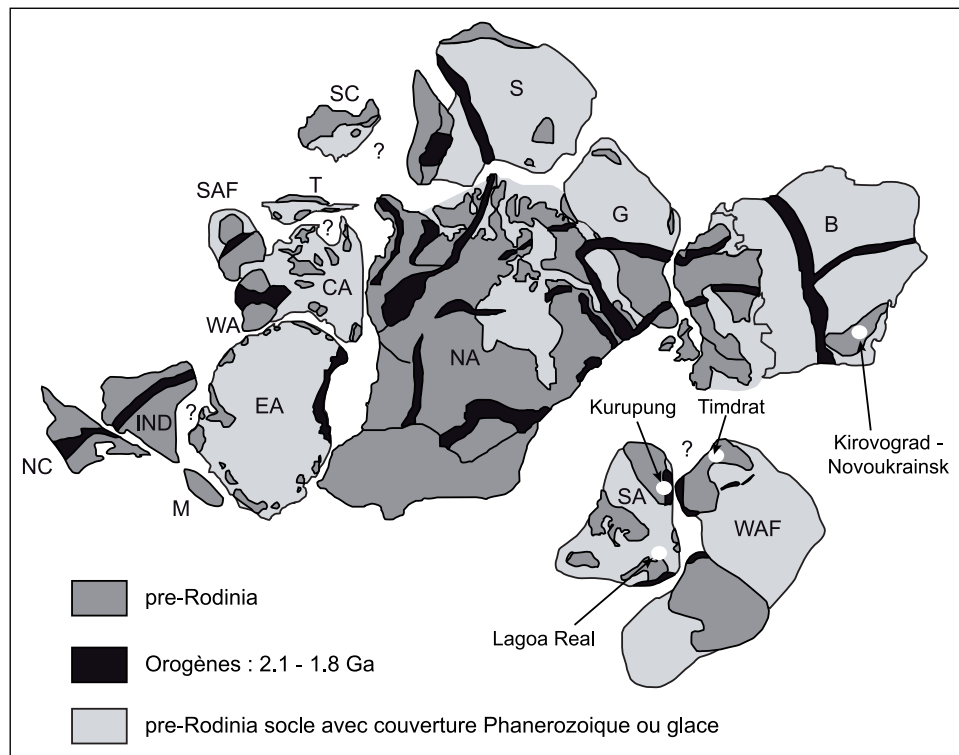 S
SC
?
SAF
T
G
B
?
CA
WA
NA
EA
IND
?
NC
M
Kurupung
Timdrat
?
Kirovograd -
Novoukrainsk
SA
WAF
Lagoa Real
pre-Rodinia
Orogènes : 2.1 - 1.8 Ga
pre-Rodinia socle avec couverture Phanerozoique ou glace